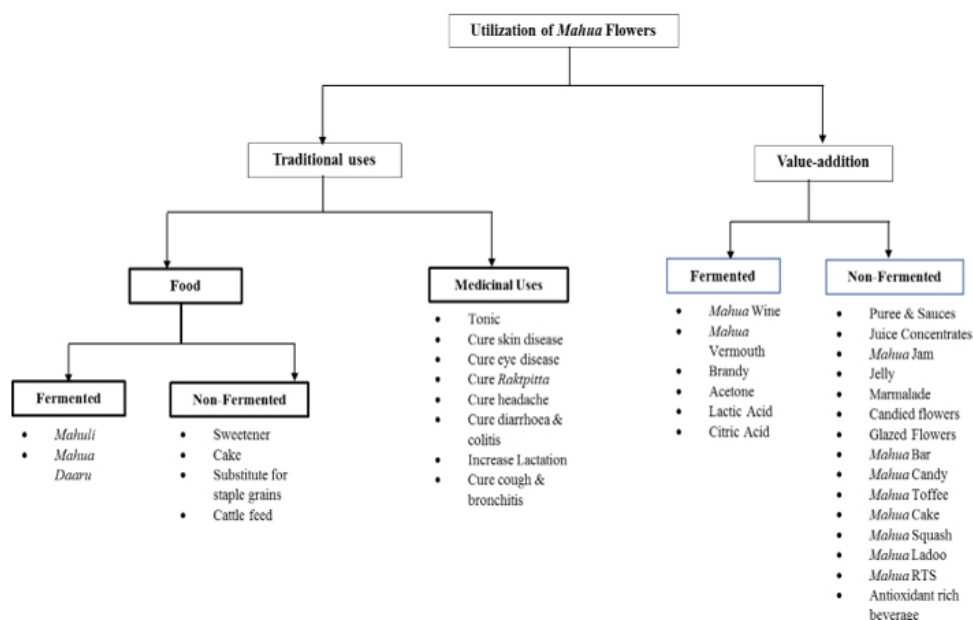 Utilization of Mahua Flowers
Traditional uses
Value-addition
Food
Medicinal Uses
Fermented
Non-Fermented
Tonic
Cure skin disease
Cure eye disease
Cure Raktpitta
Cure headache
Cure diarrhoea &
colitis
Increase Lactation
Cure cough &
bronchitis
Mahua Wine
Mahua
Vermouth
Brandy
Acetone
Lactic Acid
Citric Acid
Puree & Sauces
Juice Concentrates
Mahua Jam
Jelly
Marmalade
Candied flowers
Glazed Flowers
Mahua Bar
Mahua Candy
Mahua Toffee
Mahua Cake
Mahua Squash
Mahua Ladoo
Mahua RTS
Antioxidant rich
beverage
Fermented
Non-Fermented
Mahuli
Mahua
Daaru
Sweetener
Cake
Substitute for
staple grains
Cattle feed